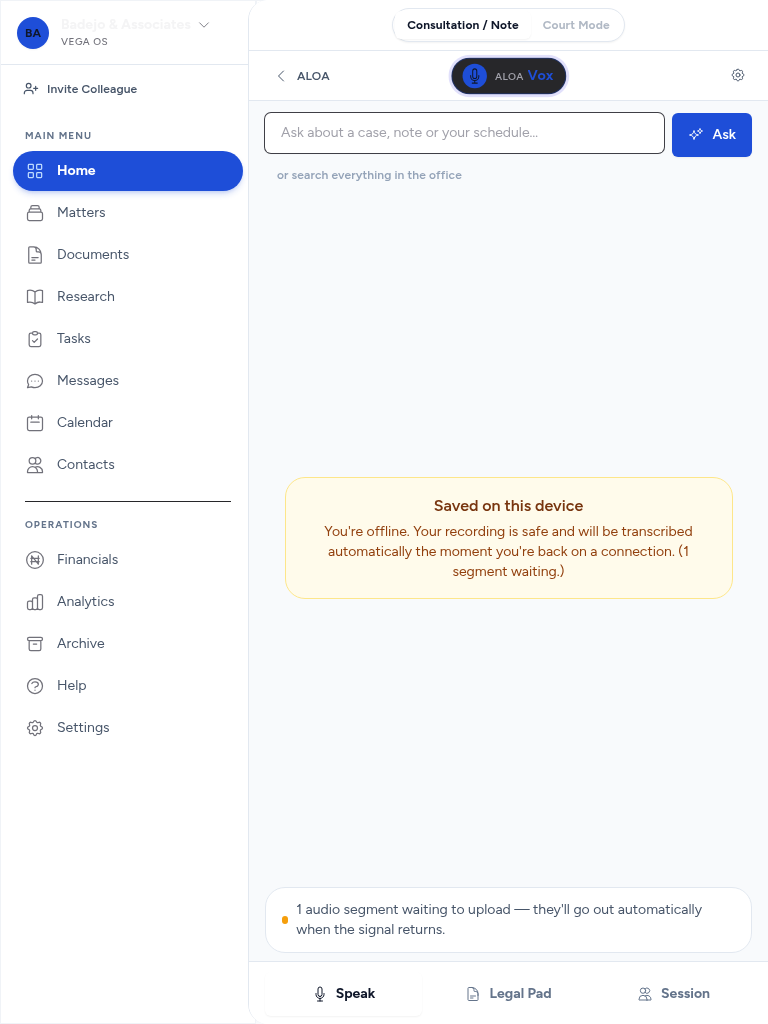 BA
Badejo & Associates
VEGA OS
Invite Colleague
MAIN MENU
Home
Matters
Documents
Research
Tasks
Messages
Calendar
Contacts
OPERATIONS
Financials
Analytics
Archive
Help
Settings
Consultation / Note
Court Mode
ALOA
ALOA Vox
Ask about a case, note or your schedule...
Ask
or search everything in the office
Saved on this device
You're offline. Your recording is safe and will be transcribed
automatically the moment you're back on a connection. (1
segment waiting.)
1 audio segment waiting to upload — they'll go out automatically
when the signal returns.
Speak
Legal Pad
Session